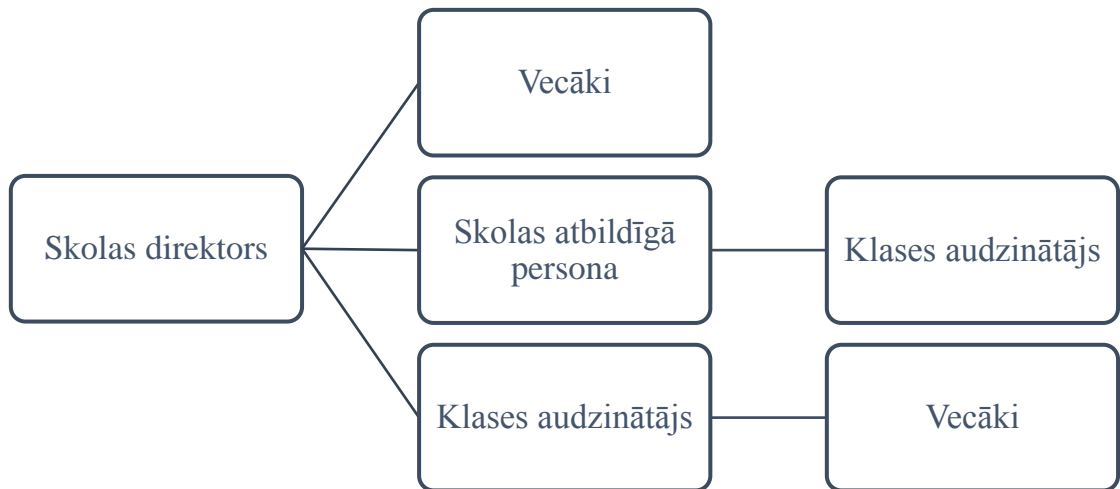 Vecāki
Skolas direktors
Skolas atbildīgā
persona
Klases audzinātājs
Klases audzinātājs
Vecāki